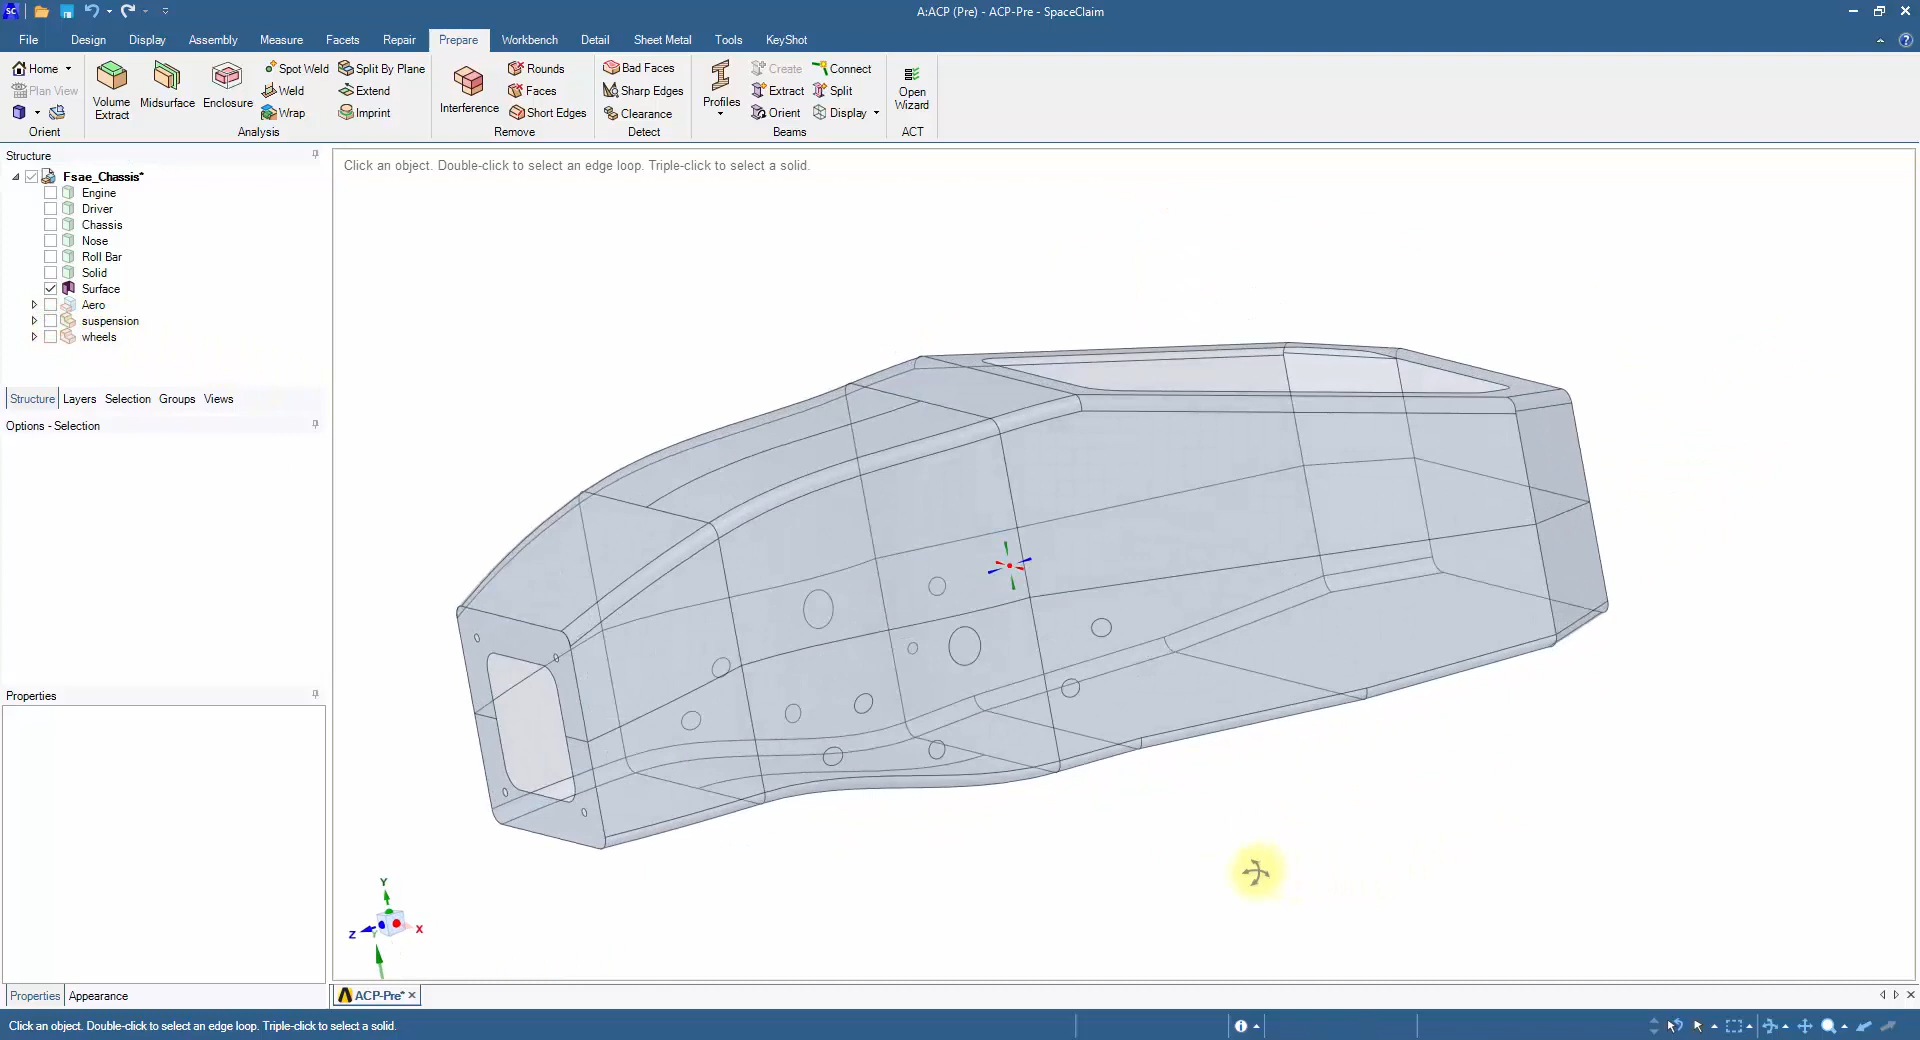 SC
A:ACP (Pre) - ACP-Pre - SpaceClaim
File Design Display Assembly Measure Facets Repair Prepare Workbench Detail Sheet Metal Tools KeyShot
Home
Plan View
Orient
Volume Extract
Midsurface
Enclosure
Spot Weld
Weld
Wrap
Split By Plane
Extend
Imprint
Analysis
Interference
Rounds
Faces
Short Edges
Remove
Bad Faces
Sharp Edges
Clearance
Detect
Profiles
Create
Extract
Orient
Connect
Split
Display
Beams
Open Wizard
ACT
Structure
Fsae_Chassis*
Engine
Driver
Chassis
Nose
Roll Bar
Solid
Surface
Aero
suspension
wheels
Structure Layers Selection Groups Views
Options - Selection
Properties
Properties Appearance
Click an object. Double-click to select an edge loop. Triple-click to select a solid.
Y
Z
X
Y
ACP-Pre*
Click an object. Double-click to select an edge loop. Triple-click to select a solid.